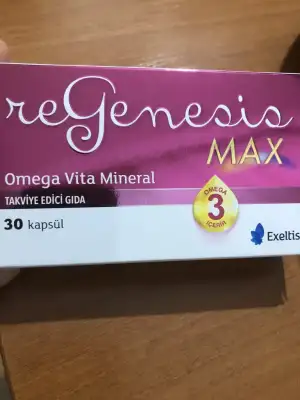 reGenesis
MAX
Omega Vita Mineral
TAKVİYE EDİCİ GIDA
30 kapsül
OMEGA
3
İÇERİR
Exeltis